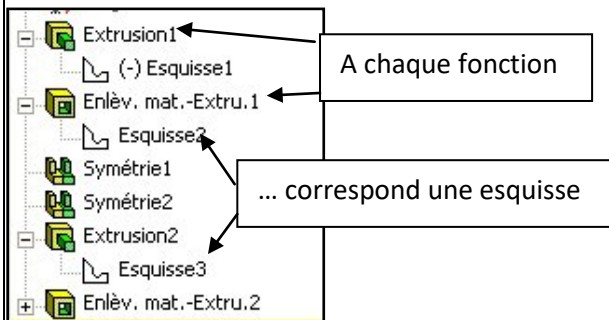 Extrusion1
(-) Esquisse1
Enlèv. mat.-Extru.1
Esquisse2
Symétrie1
Symétrie2
Extrusion2
Esquisse3
Enlèv. mat.-Extru.2
A chaque fonction
... correspond une esquisse